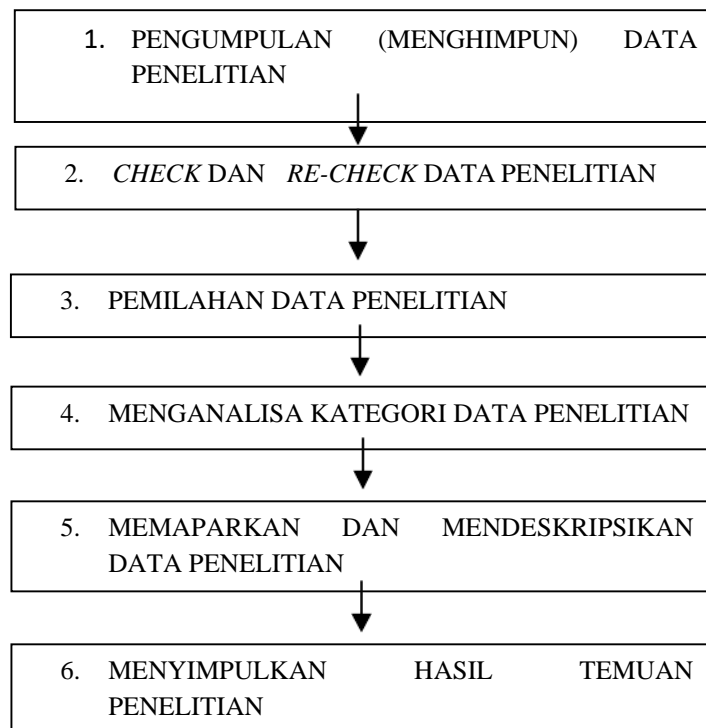 1. PENGUMPULAN (MENGHIMPUN) DATA
PENELITIAN
2. CHECK DAN RE-CHECK DATA PENELITIAN
3. PEMILAHAN DATA PENELITIAN
4. MENGANALISA KATEGORI DATA PENELITIAN
5. MEMAPARKAN DAN MENDESKRIPSIKAN
DATA PENELITIAN
6. MENYIMPULKAN HASIL TEMUAN
PENELITIAN